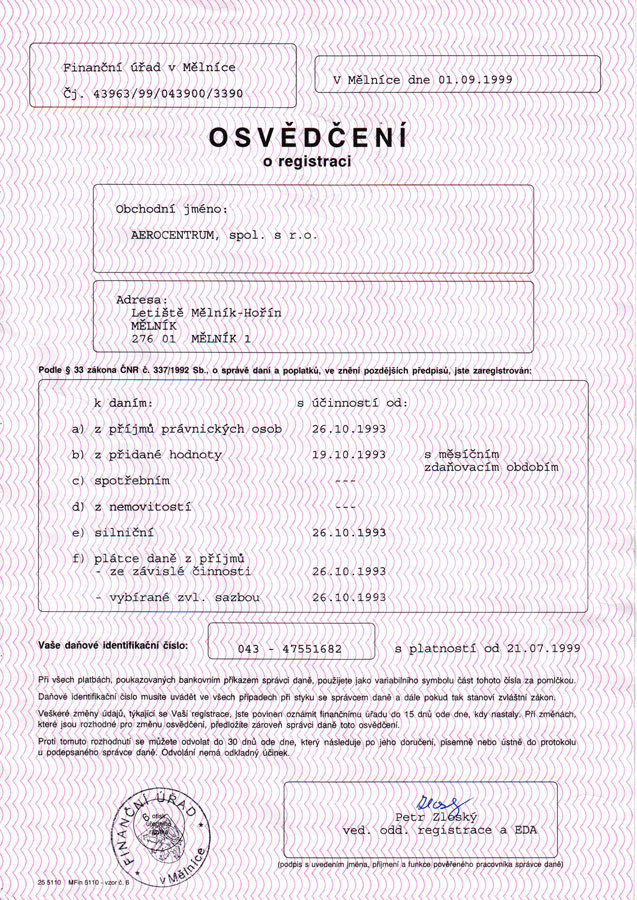 Finanční úřad v Mělníce
Čj. 43963/99/043900/3390
V Mělníce dne 01.09.1999
OSVĚDČENÍ
o registraci
Obchodní jméno:
AEROCENTRUM, spol. s r.o.
Adresa:
Letiště Mělník-Hořín
MĚLNÍK
276 01 MĚLNÍK 1
Podle § 33 zákona ČNR č. 337/1992 Sb., o správě daní a poplatků, ve znění pozdějších předpisů, jste zaregistrován:
k daním: s účinností od:
a) z příjmů právnických osob 26.10.1993
b) z přidané hodnoty 19.10.1993 s měsíčním
zdaňovacím obdobím
c) spotřebním ---
d) z nemovitostí ---
e) silniční 26.10.1993
f) plátce daně z příjmů
- ze závislé činnosti 26.10.1993
- vybírané zvl. sazbou 26.10.1993
Vaše daňové identifikační číslo: 043 - 47551682 s platností od 21.07.1999
Při všech platbách, poukazovaných bankovním příkazem správci daně, použijete jako variabilního symbolu část tohoto čísla za pomlčkou.
Daňové identifikační číslo musíte uvádět ve všech případech při styku se správcem daně a dále pokud tak stanoví zvláštní zákon.
Veškeré změny údajů, týkající se Vaší registrace, jste povinen oznámit finančnímu úřadu do 15 dnů ode dne, kdy nastaly. Při změnách,
které jsou rozhodné pro změnu osvědčení, předložíte zároveň správci daně toto osvědčení.
Proti tomuto rozhodnutí se můžete odvolat do 30 dnů ode dne, který následuje po jeho doručení, písemně nebo ústně do protokolu
u podepsaného správce daně. Odvolání nemá odkladný účinek.
FINANČNÍ ÚŘAD
6
otisk
úředního
razítka
v Mělníce
Petr Zloský
ved. odd. registrace a EDA
(podpis s uvedením jména, příjmení a funkce pověřeného pracovníka správce daně)
25 5110 MFin 5110 - vzor č. 6